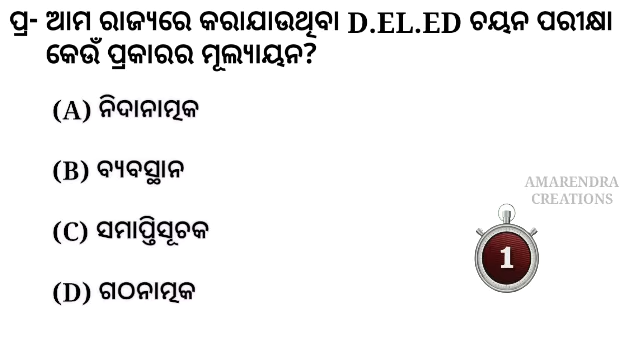 ପ୍ର- ଆମ ରାଜ୍ୟରେ କରାଯାଉଥିବା D.EL.ED ଚୟନ ପରୀକ୍ଷା
କେଉଁ ପ୍ରକାରର ମୂଲ୍ୟାୟନ?
(A) ନିଦାନାତ୍ମକ
(B) ବ୍ୟବସ୍ଥାନ
(C) ସମାପ୍ତିସୂଚକ
(D) ଗଠନାତ୍ମକ
AMARENDRA
CREATIONS
1